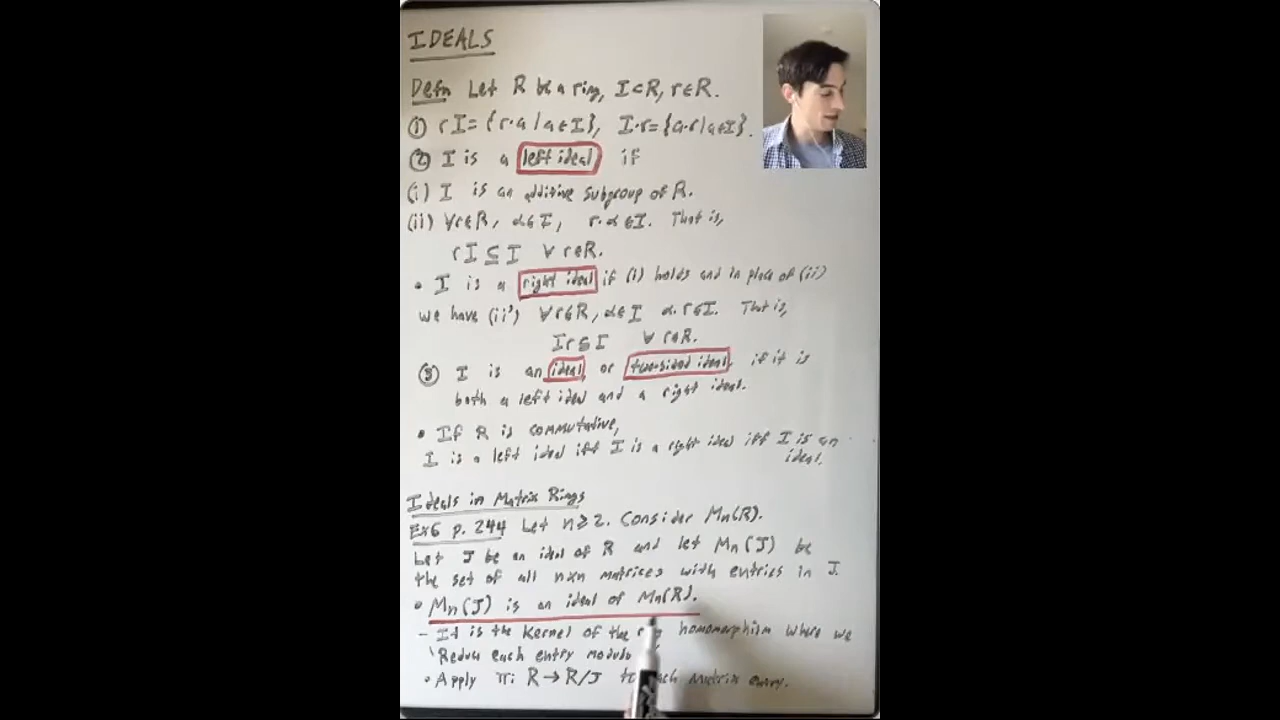 IDEALS
Defn Let R be a ring, I⊂R, r∈R.
① rI = {r·a | a∈I}, I·r = {a·r | a∈I}.
② I is a left ideal if
(i) I is an additive subgroup of R.
(ii) ∀r∈R, α∈I, r·α∈I. That is,
rI ⊆ I ∀ r∈R.
• I is a right ideal if (i) holds and in place of (ii)
we have (ii') ∀r∈R, α∈I α·r∈I. That is,
Ir⊆I ∀ r∈R.
③ I is an ideal or two-sided ideal if it is
both a left ideal and a right ideal.
• If R is commutative,
I is a left ideal iff I is a right ideal iff I is an
ideal.
Ideals in Matrix Rings
Ex6 p. 244 Let n≥2. Consider Mn(R).
Let J be an ideal of R and let Mn(J) be
the set of all n×n matrices with entries in J.
• Mn(J) is an ideal of Mn(R).
- It is the kernel of the homomorphism where we
Reduce each entry modulo
• Apply π: R → R/J matrix entry.